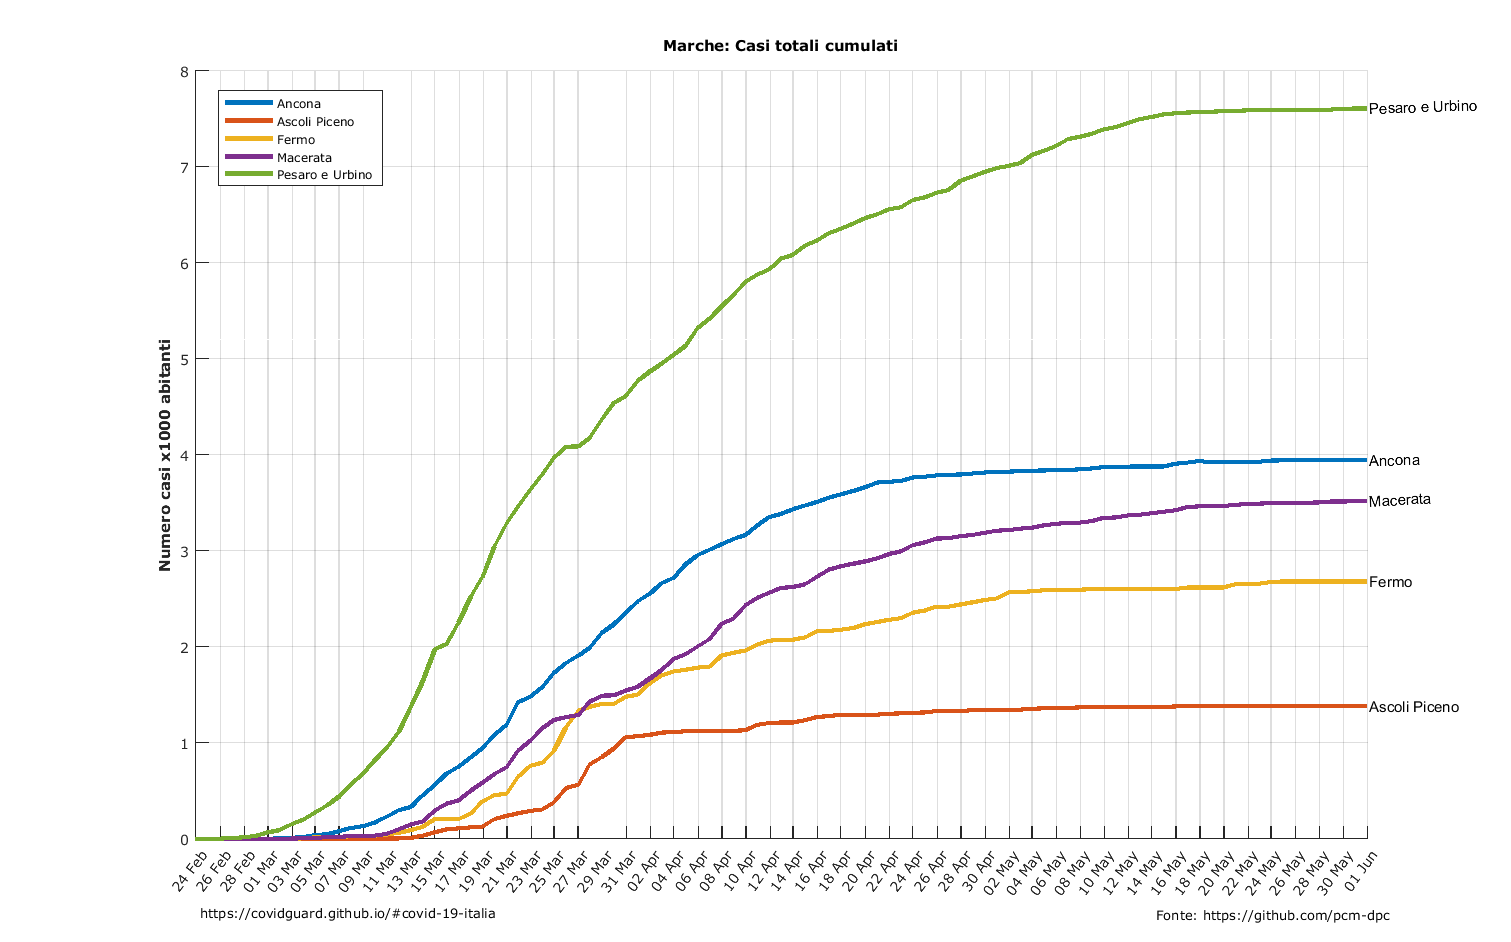 Marche: Casi totali cumulati
Numero casi x1000 abitanti
8
7
6
5
4
3
2
1
0
Ancona
Ascoli Piceno
Fermo
Macerata
Pesaro e Urbino
Pesaro e Urbino
Ancona
Macerata
Fermo
Ascoli Piceno
24 Feb
26 Feb
28 Feb
01 Mar
03 Mar
05 Mar
07 Mar
09 Mar
11 Mar
13 Mar
15 Mar
17 Mar
19 Mar
21 Mar
23 Mar
25 Mar
27 Mar
29 Mar
31 Mar
02 Apr
04 Apr
06 Apr
08 Apr
10 Apr
12 Apr
14 Apr
16 Apr
18 Apr
20 Apr
22 Apr
24 Apr
26 Apr
28 Apr
30 Apr
02 May
04 May
06 May
08 May
10 May
12 May
14 May
16 May
18 May
20 May
22 May
24 May
26 May
28 May
30 May
01 Jun
https://covidguard.github.io/#covid-19-italia
Fonte: https://github.com/pcm-dpc